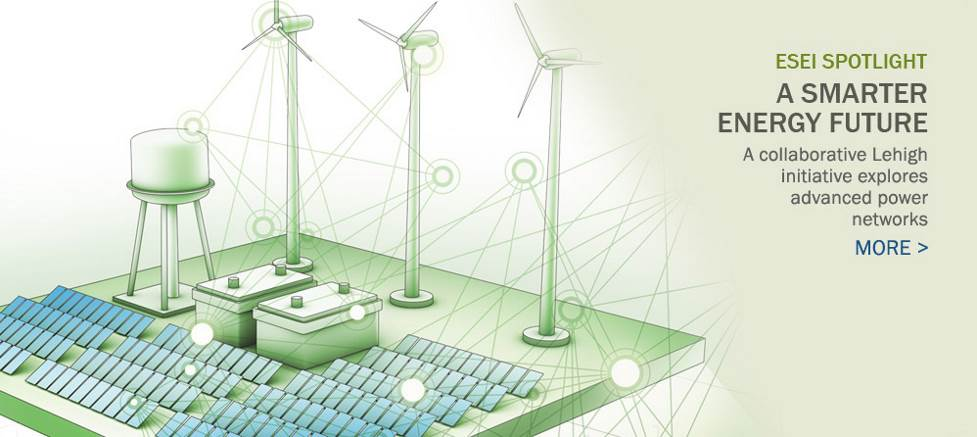 ESEI SPOTLIGHT
A SMARTER
ENERGY FUTURE
A collaborative Lehigh
initiative explores
advanced power
networks
MORE >